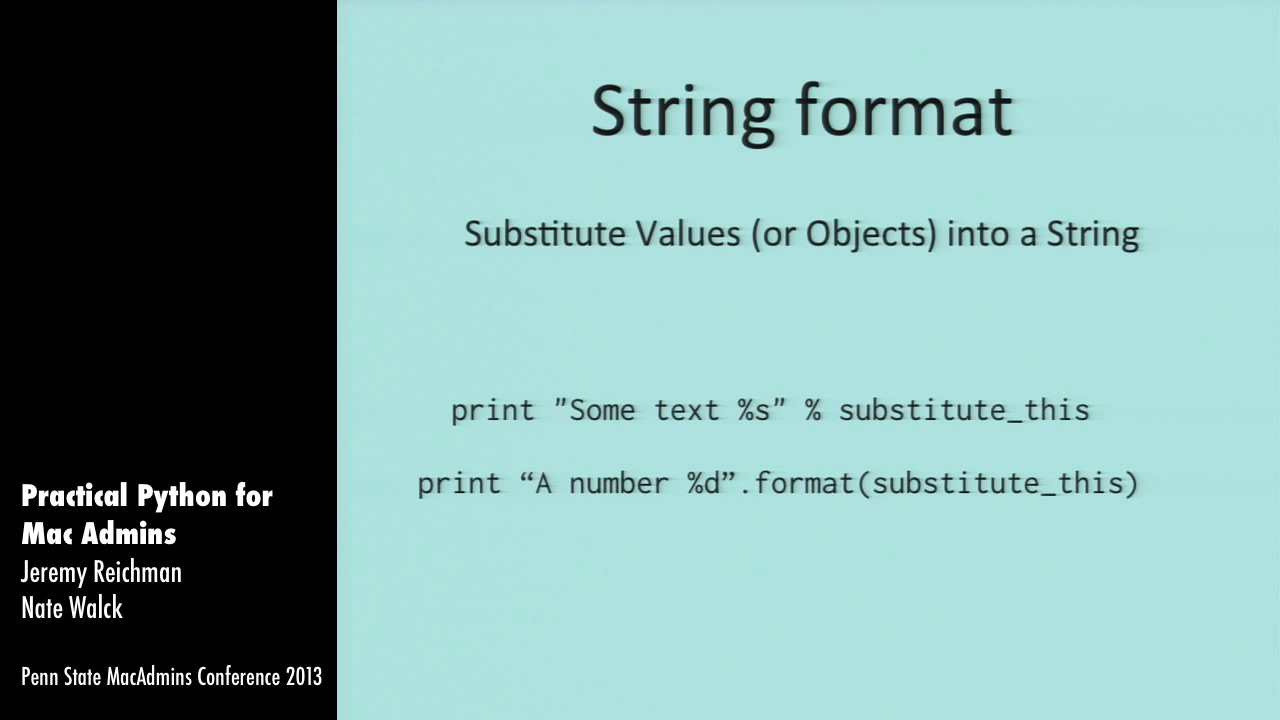 String format
Substitute Values (or Objects) into a String
print "Some text %s" % substitute_this
print “A number %d”.format(substitute_this)
Practical Python for
Mac Admins
Jeremy Reichman
Nate Walck
Penn State MacAdmins Conference 2013